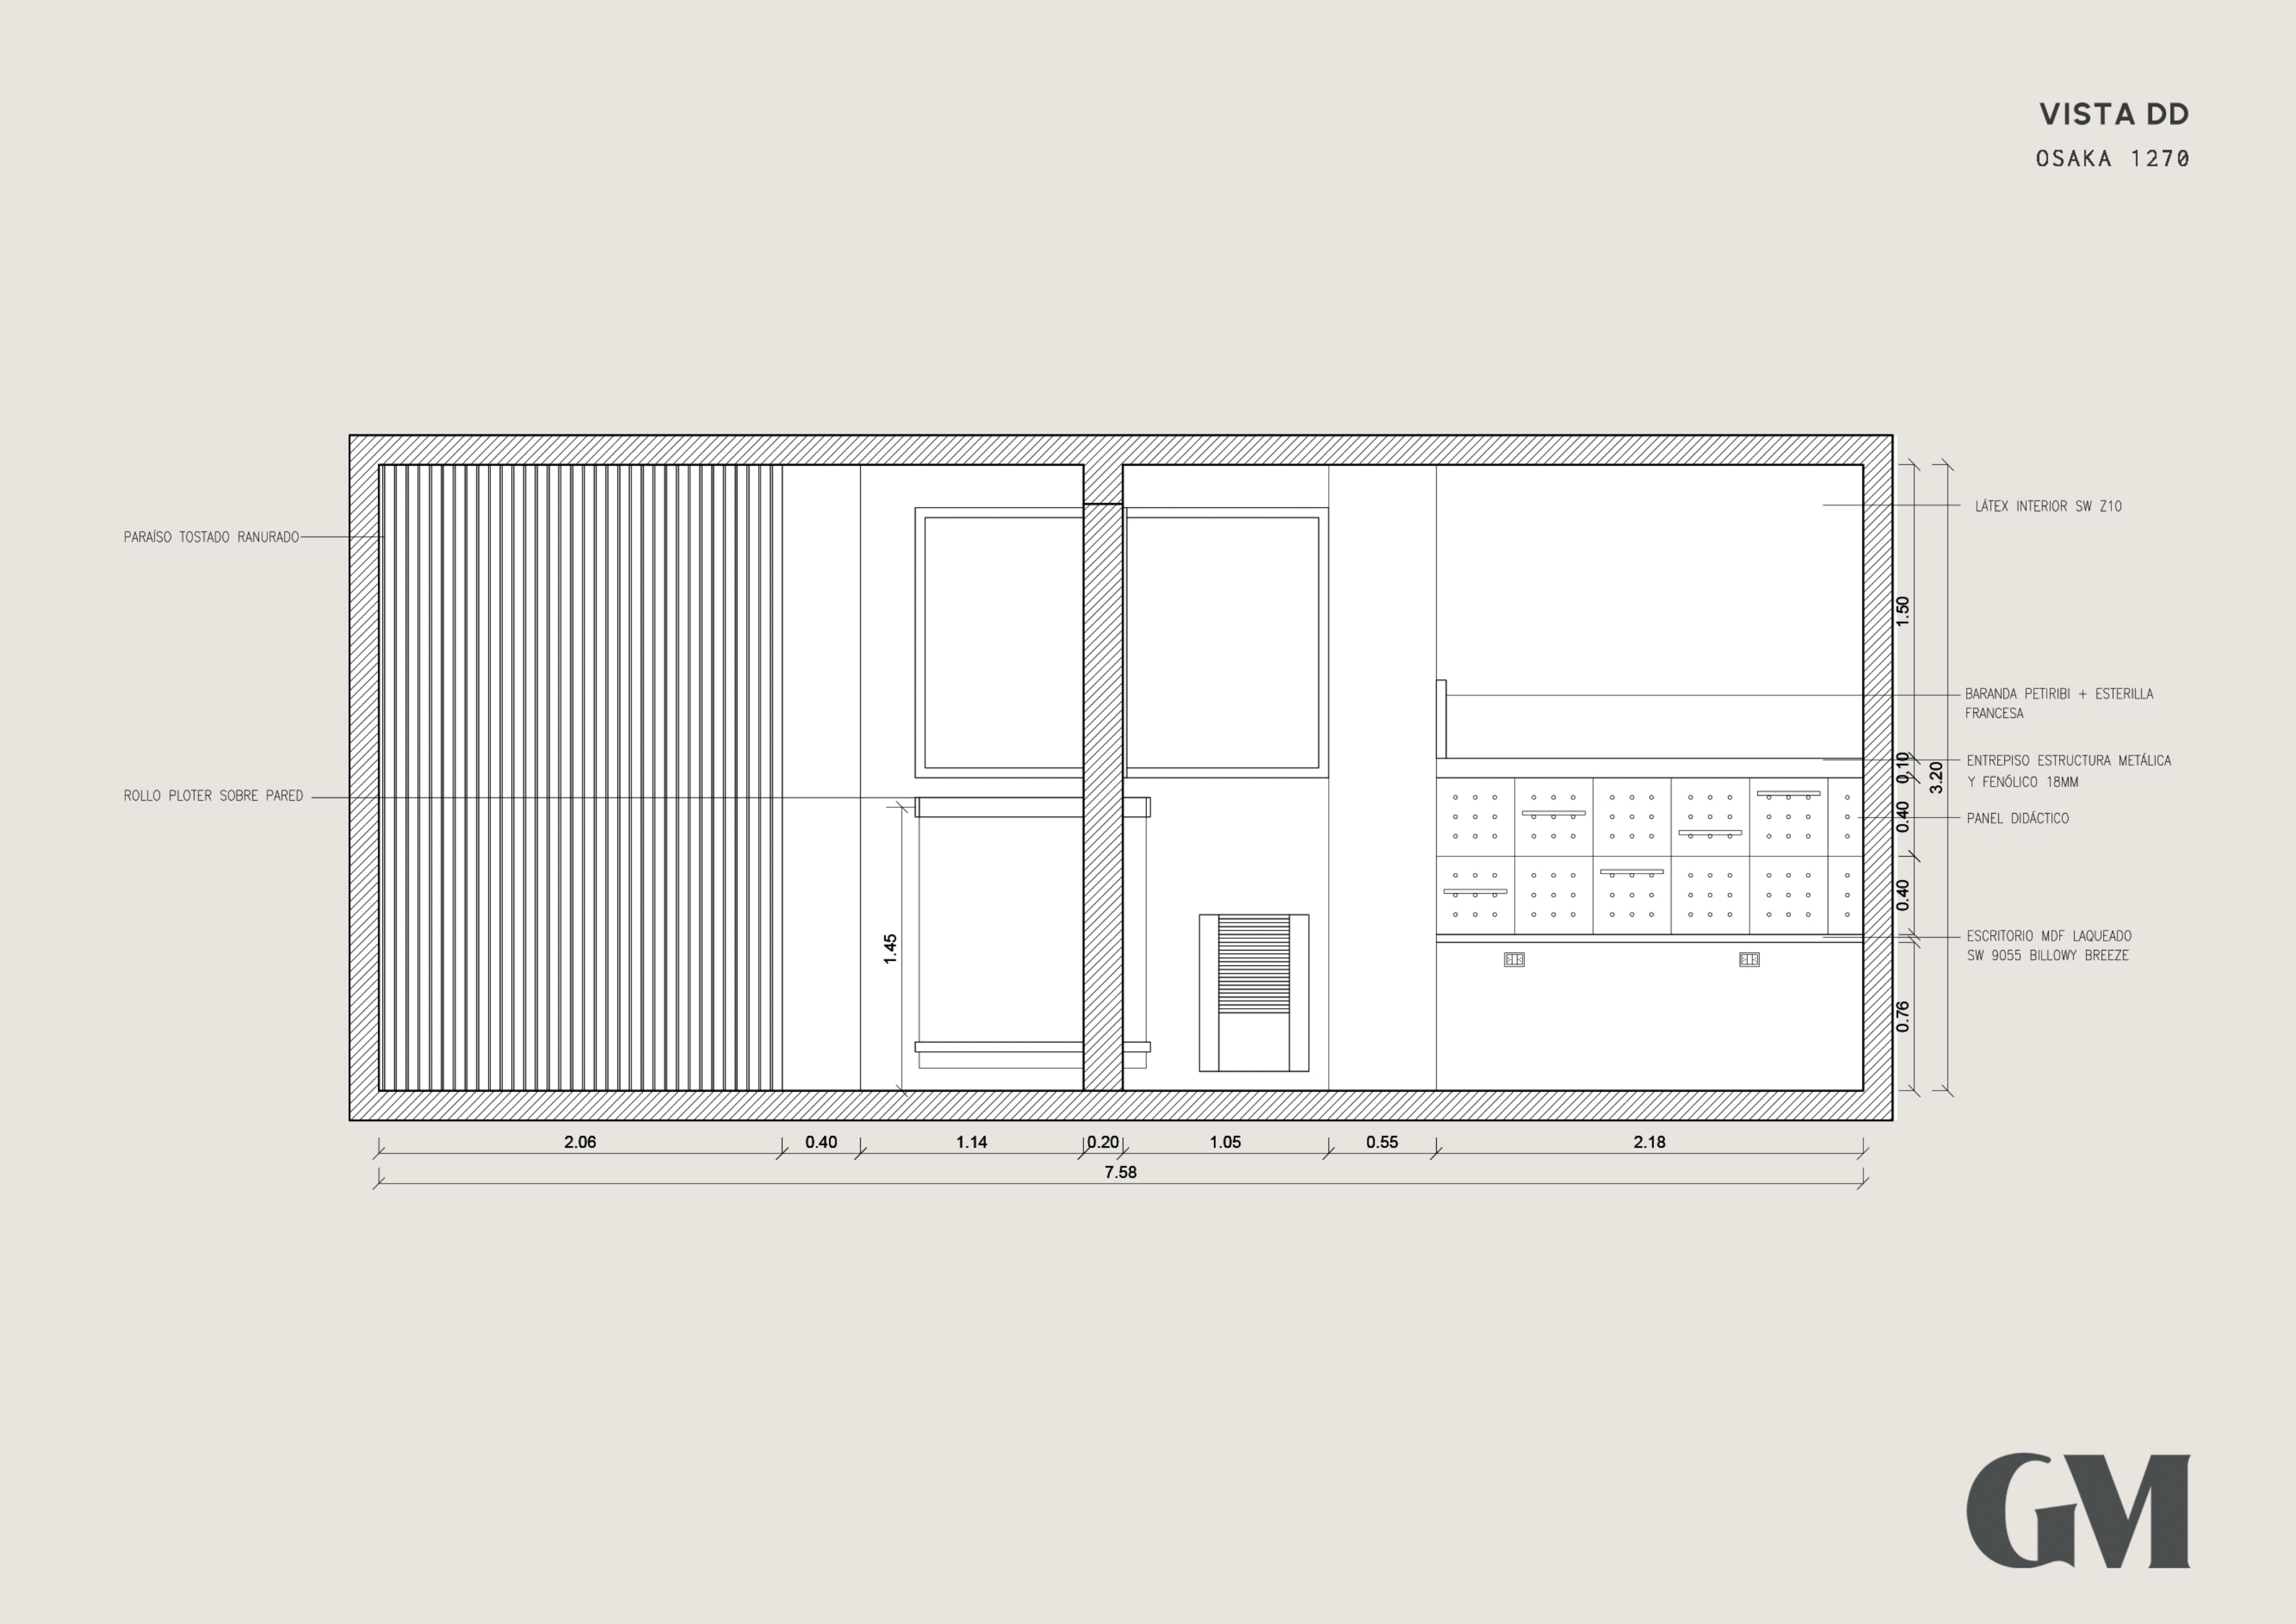 VISTA DD
OSAKA 1270
LÁTEX INTERIOR SW Z10
PARAÍSO TOSTADO RANURADO
1.50
BARANDA PETIRIBI + ESTERILLA
FRANCESA
0,10
ENTREPISO ESTRUCTURA METÁLICA
Y FENÓLICO 18MM
3.20
ROLLO PLOTER SOBRE PARED
0.40
PANEL DIDÁCTICO
0.40
1.45
ESCRITORIO MDF LAQUEADO
SW 9055 BILLOWY BREEZE
0.76
2.06 0.40 1.14 0.20 1.05 0.55 2.18
7.58
GM